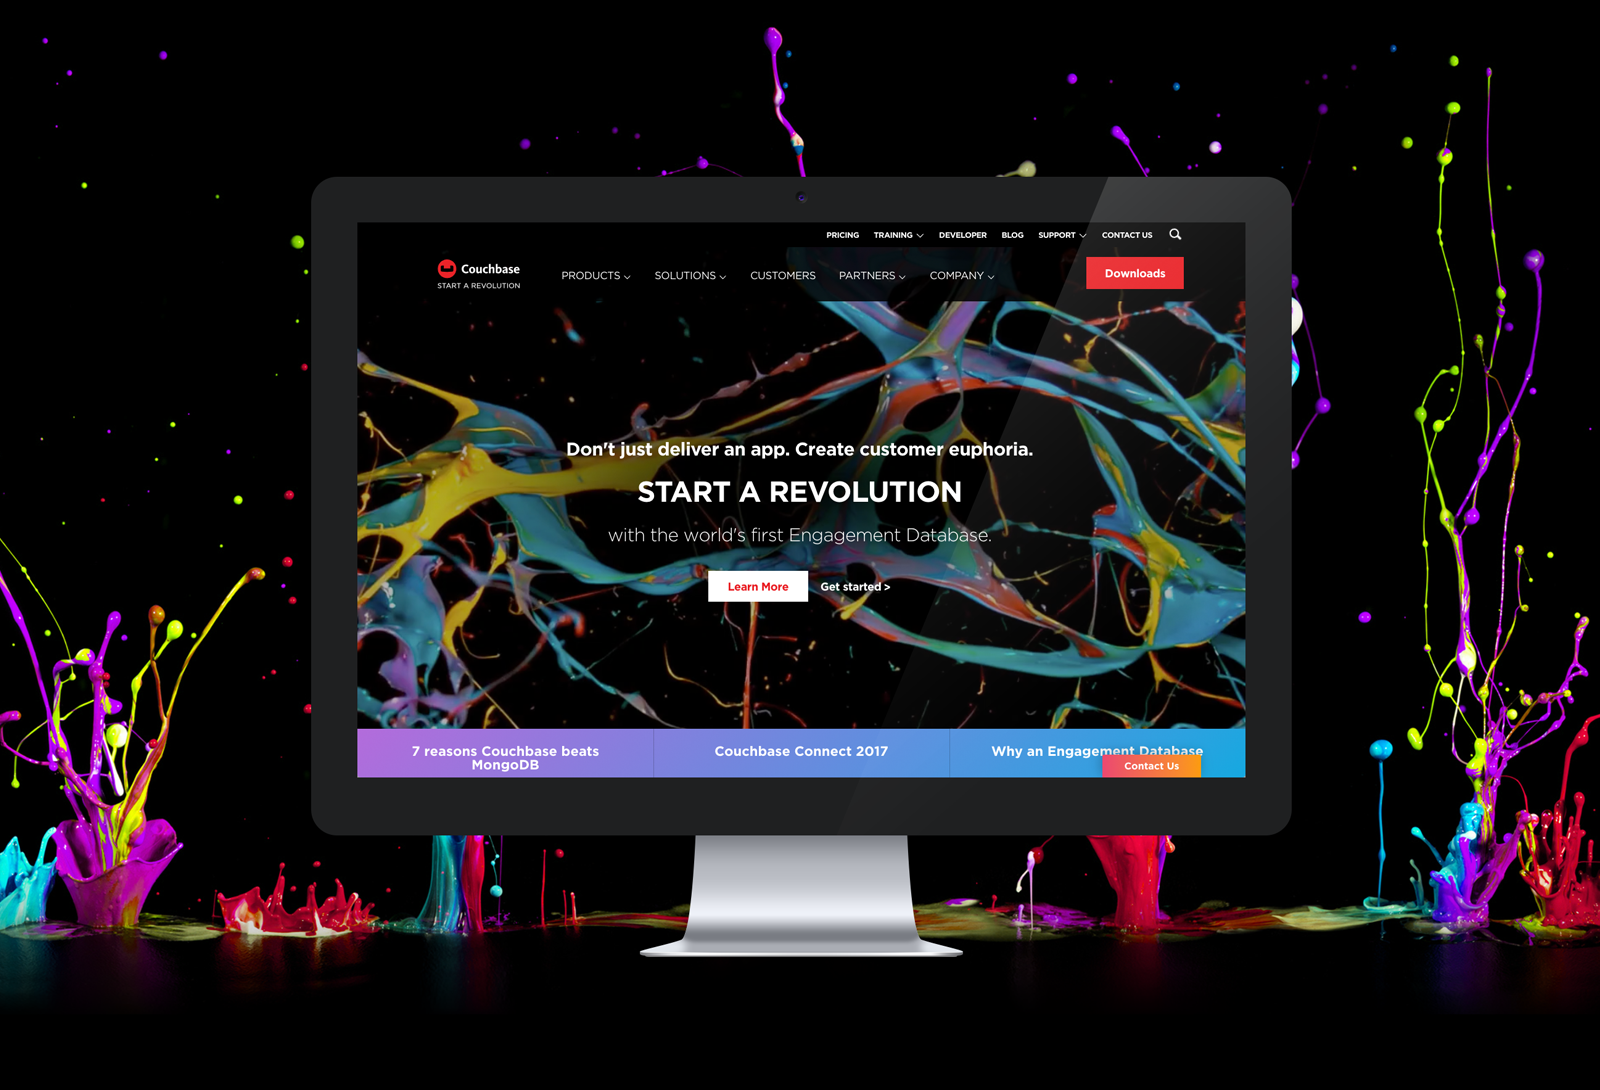 PRICING TRAINING DEVELOPER BLOG SUPPORT CONTACT US
Couchbase
START A REVOLUTION
PRODUCTS SOLUTIONS CUSTOMERS PARTNERS COMPANY
Downloads
Don't just deliver an app. Create customer euphoria.
START A REVOLUTION
with the world's first Engagement Database.
Learn More Get started >
7 reasons Couchbase beats
MongoDB
Couchbase Connect 2017
Why an Engagement Database
Contact Us